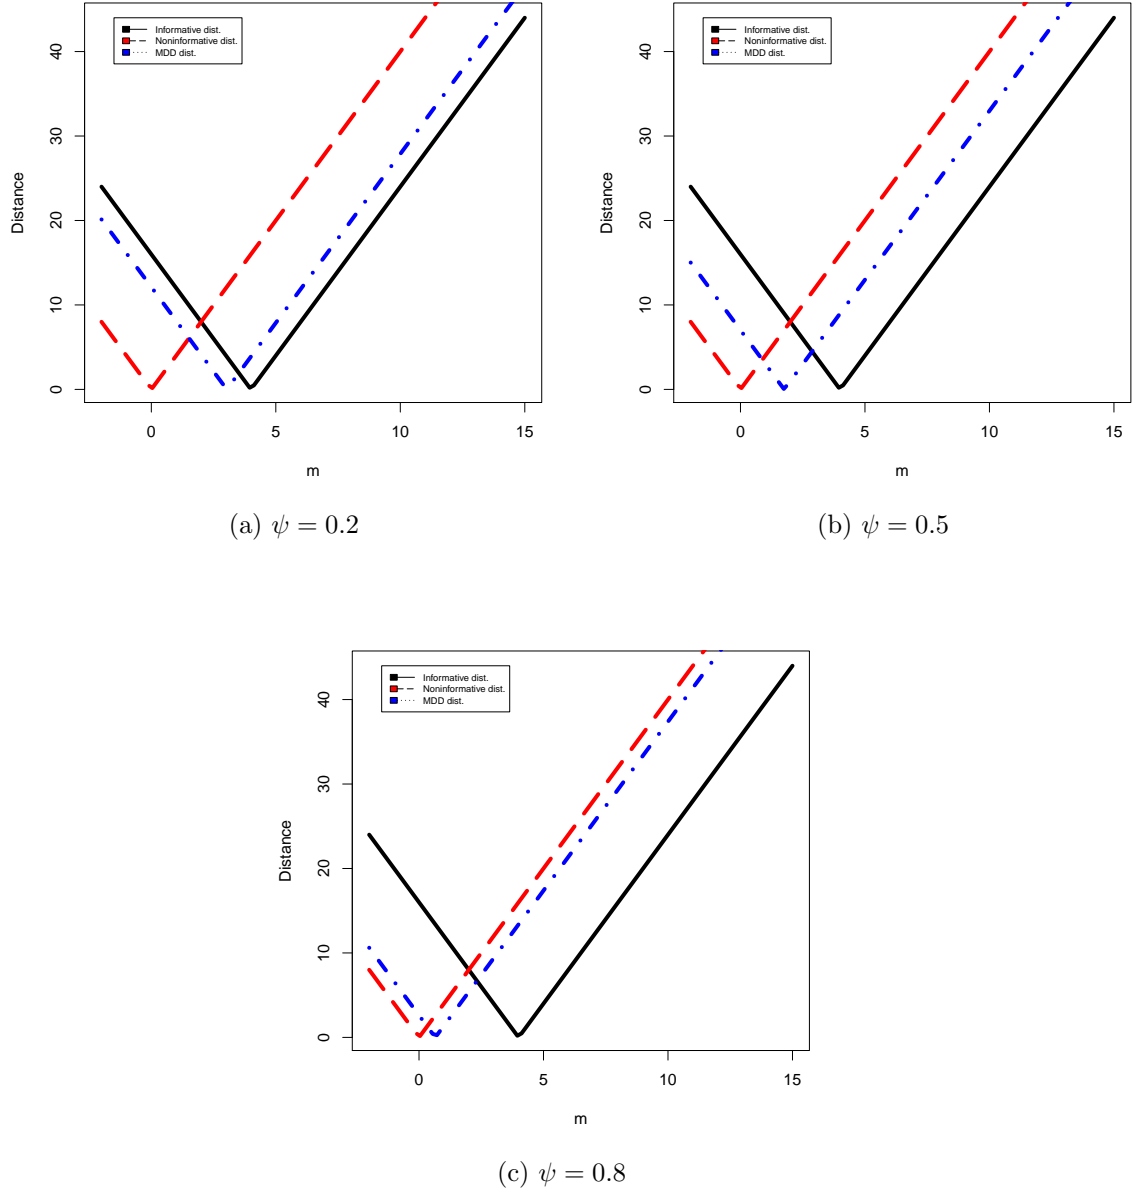 Informative dist.
Noninformative dist.
MDD dist.
Distance
0
10
20
30
40
0
5
10
15
m
(a) ψ = 0.2
Informative dist.
Noninformative dist.
MDD dist.
Distance
0
10
20
30
40
0
5
10
15
m
(b) ψ = 0.5
Informative dist.
Noninformative dist.
MDD dist.
Distance
0
10
20
30
40
0
5
10
15
m
(c) ψ = 0.8